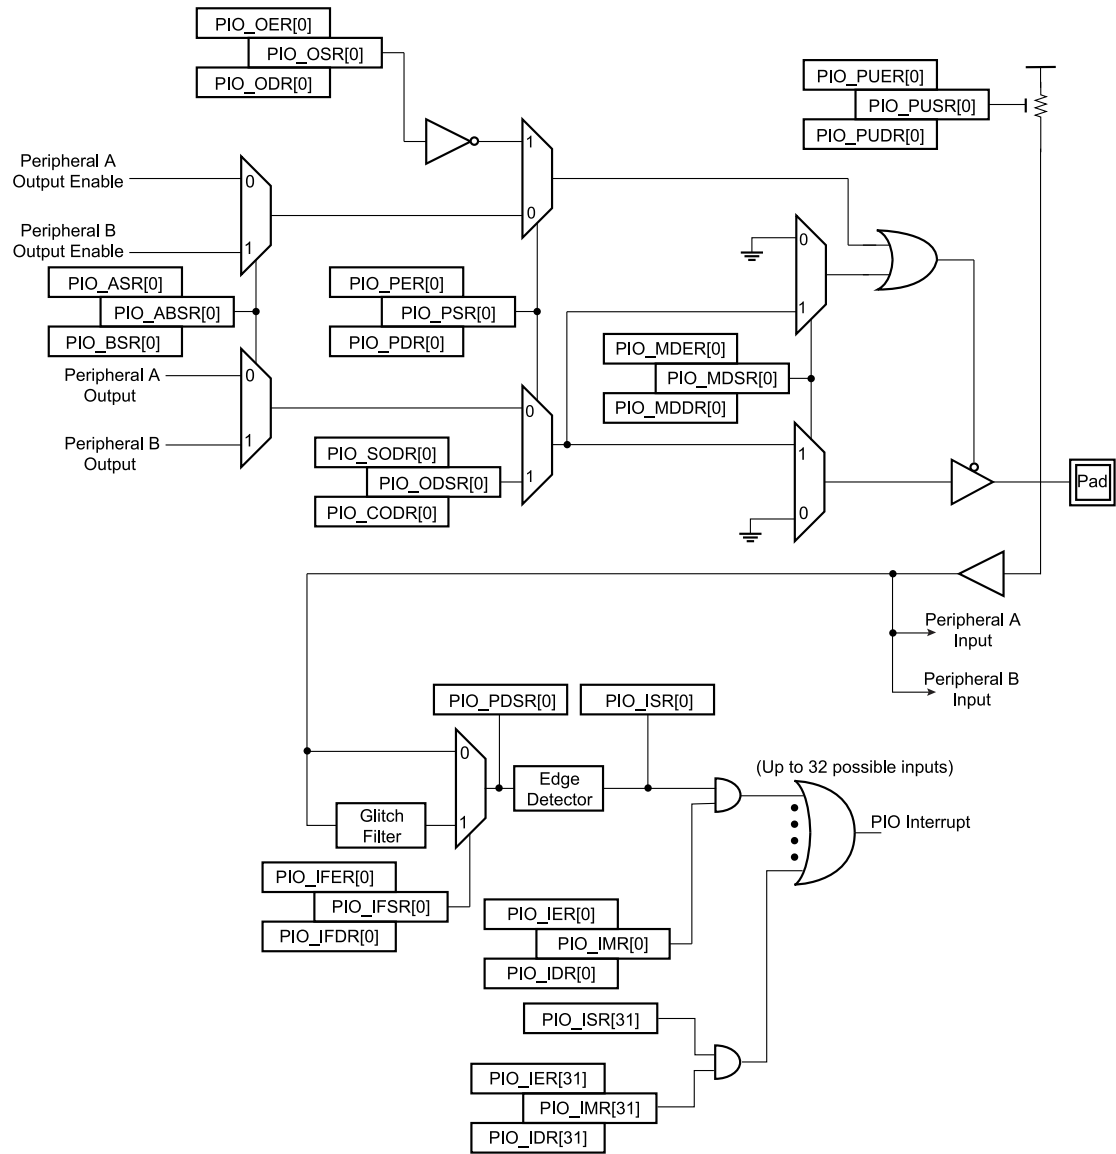 PIO_OER[0]
PIO_OSR[0]
PIO_ODR[0]
PIO_PUER[0]
PIO_PUSR[0]
PIO_PUDR[0]
1
Peripheral A
Output Enable
0
0
Peripheral B
Output Enable
1
0
PIO_ASR[0]
PIO_ABSR[0]
PIO_BSR[0]
PIO_PER[0]
PIO_PSR[0]
PIO_PDR[0]
1
PIO_MDER[0]
PIO_MDSR[0]
PIO_MDDR[0]
Peripheral A
Output
0
0
Peripheral B
Output
1
PIO_SODR[0]
PIO_ODSR[0]
PIO_CODR[0]
1
1
0
Pad
Peripheral A
Input
Peripheral B
Input
PIO_PDSR[0]
PIO_ISR[0]
0
Edge
Detector
(Up to 32 possible inputs)
Glitch
Filter
1
PIO Interrupt
PIO_IFER[0]
PIO_IFSR[0]
PIO_IFDR[0]
PIO_IER[0]
PIO_IMR[0]
PIO_IDR[0]
PIO_ISR[31]
PIO_IER[31]
PIO_IMR[31]
PIO_IDR[31]